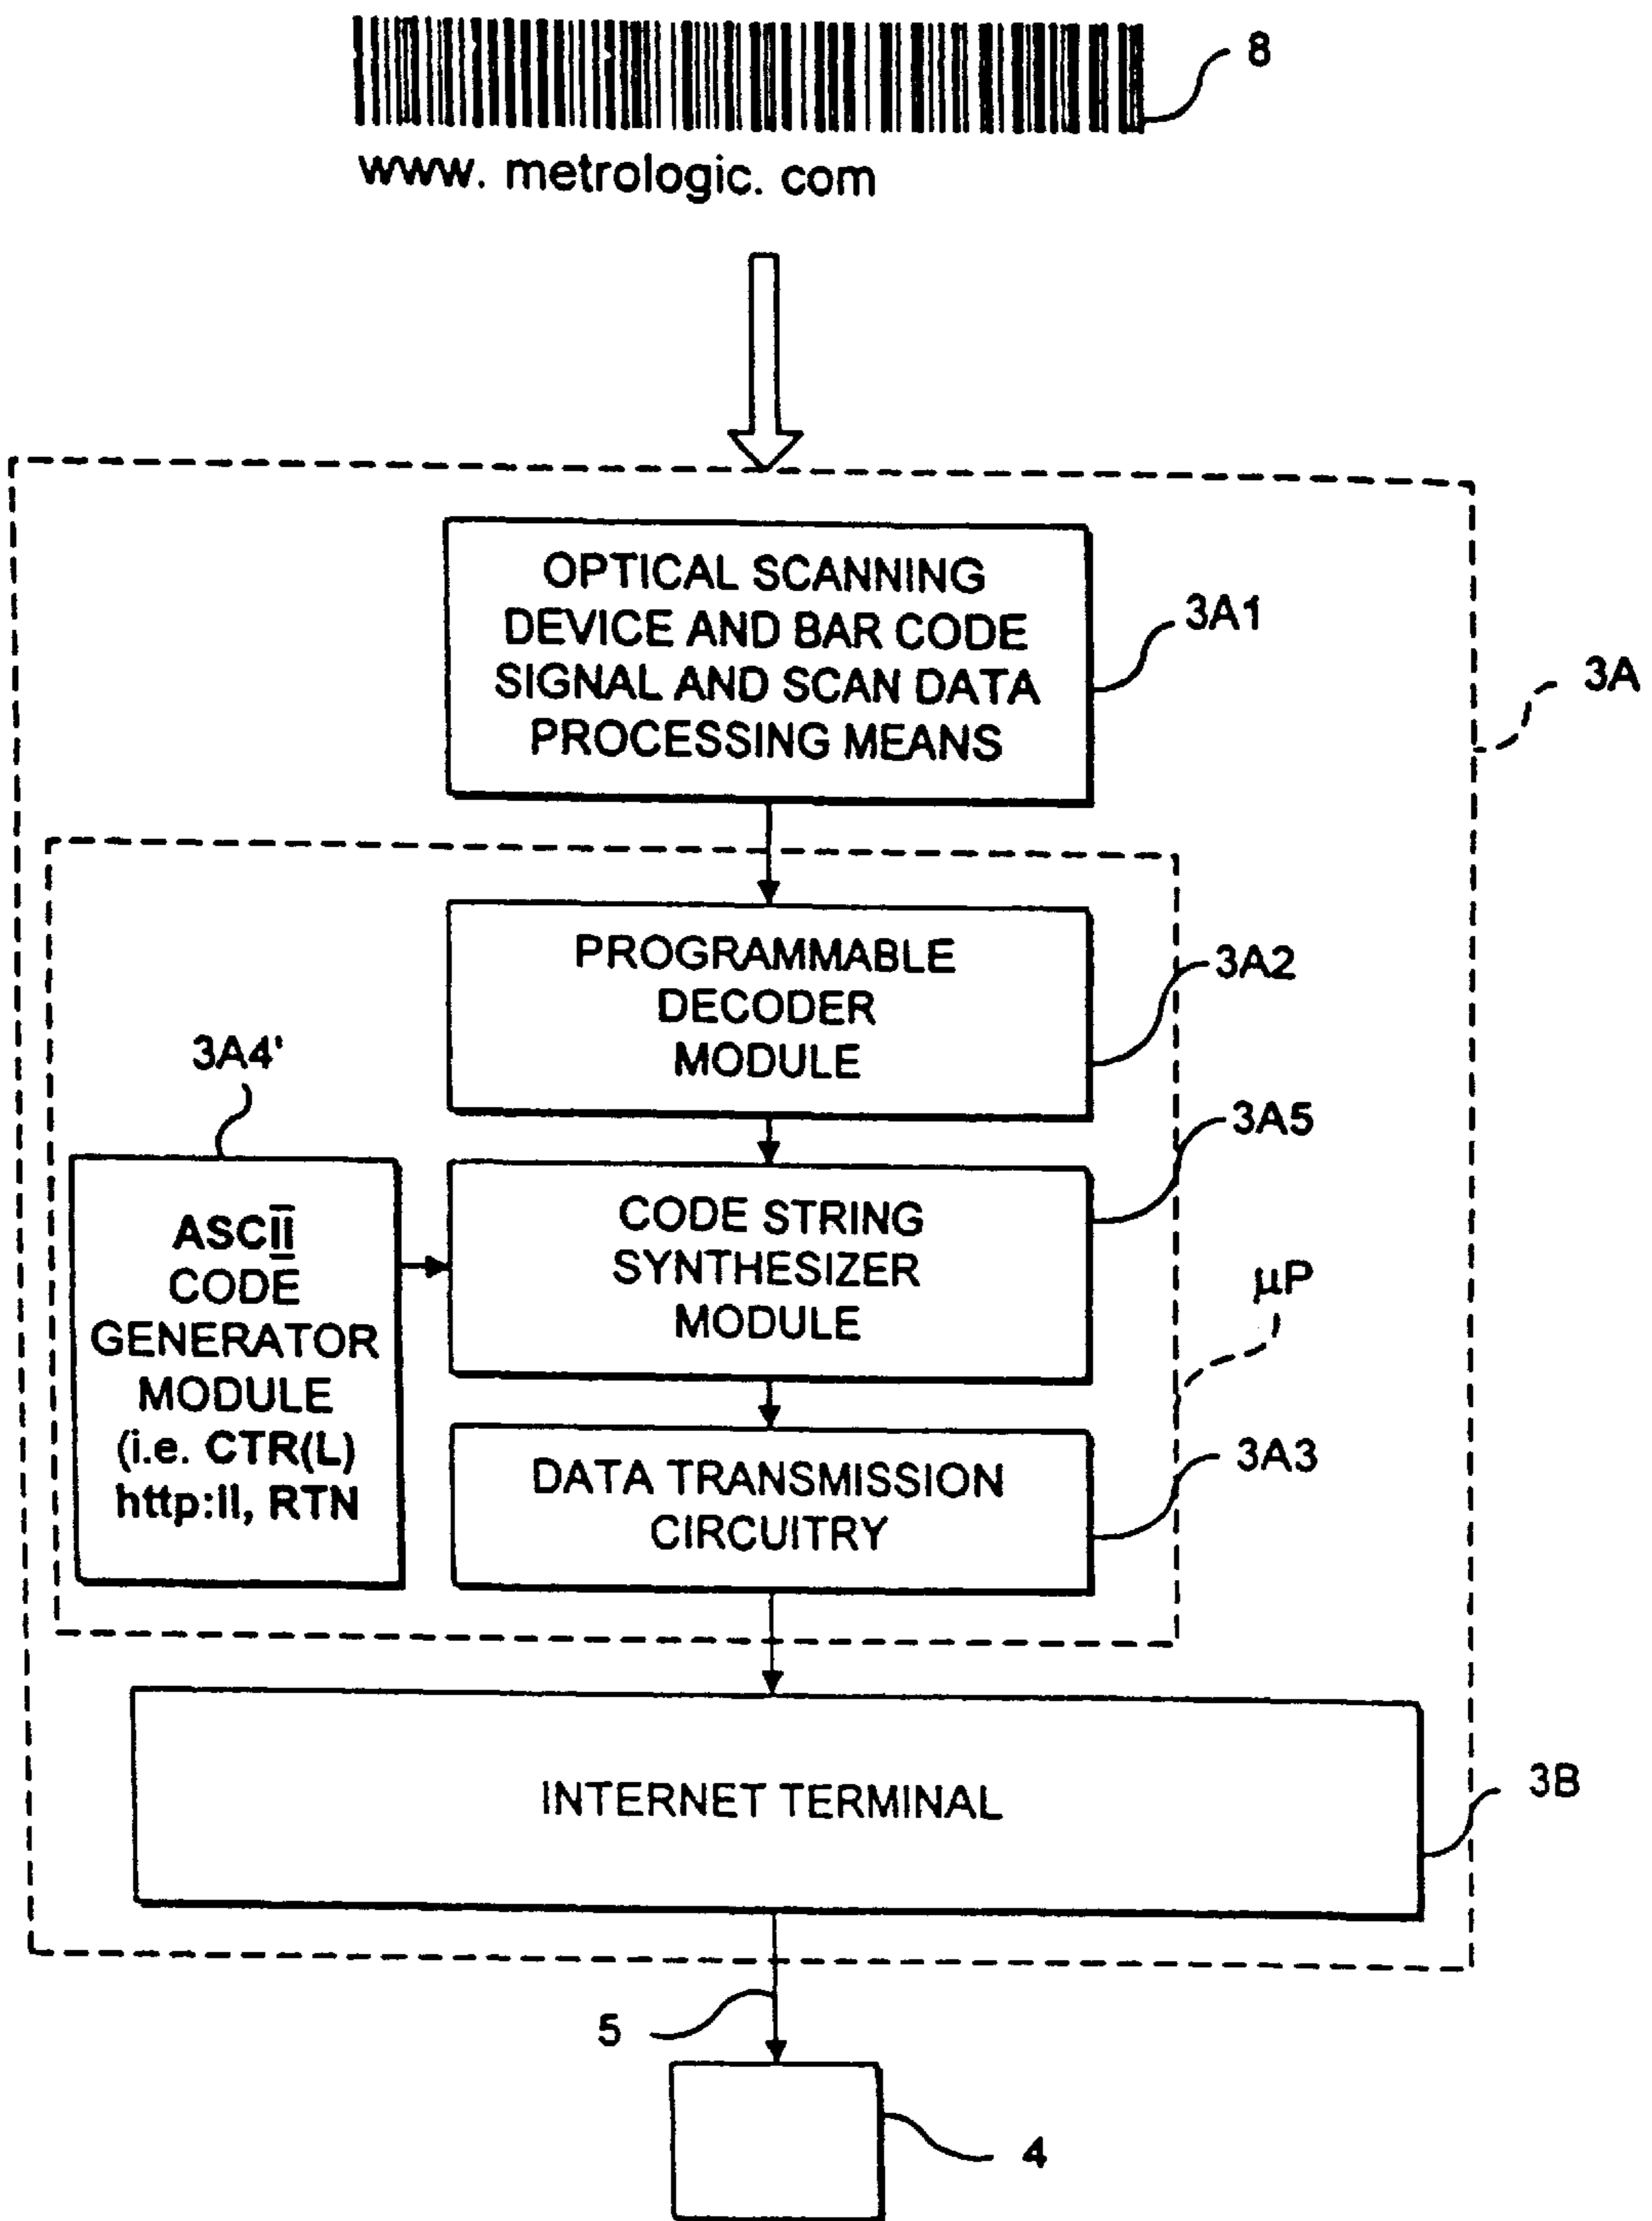 8
www. metrologic. com
OPTICAL SCANNING
DEVICE AND BAR CODE
SIGNAL AND SCAN DATA
PROCESSING MEANS
3A1
3A
PROGRAMMABLE
DECODER
MODULE
3A2
3A4'
3A5
ASCII
CODE
GENERATOR
MODULE
(i.e. CTR(L)
http:II, RTN
CODE STRING
SYNTHESIZER
MODULE
µP
DATA TRANSMISSION
CIRCUITRY
3A3
INTERNET TERMINAL
3B
5
4